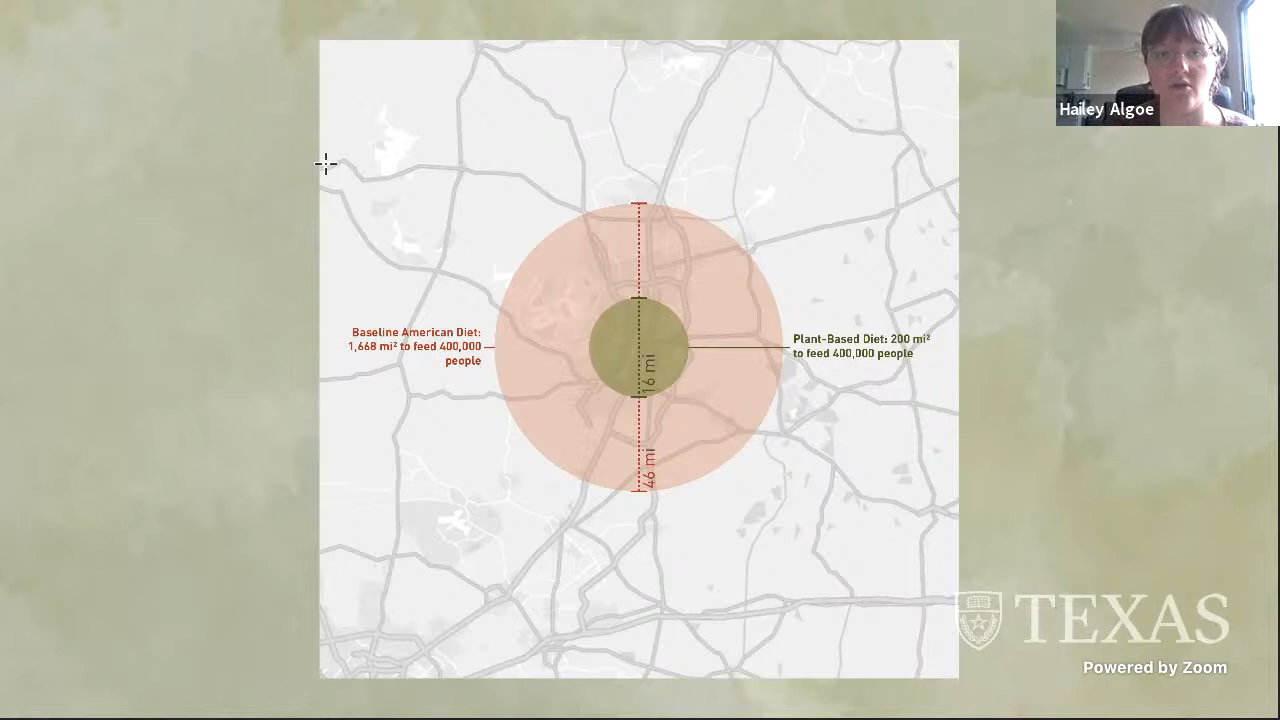 Hailey Algoe
Baseline American Diet:
1,668 mi² to feed 400,000
people
Plant-Based Diet: 200 mi²
to feed 400,000 people
16 mi
46 mi
TEXAS
Powered by Zoom